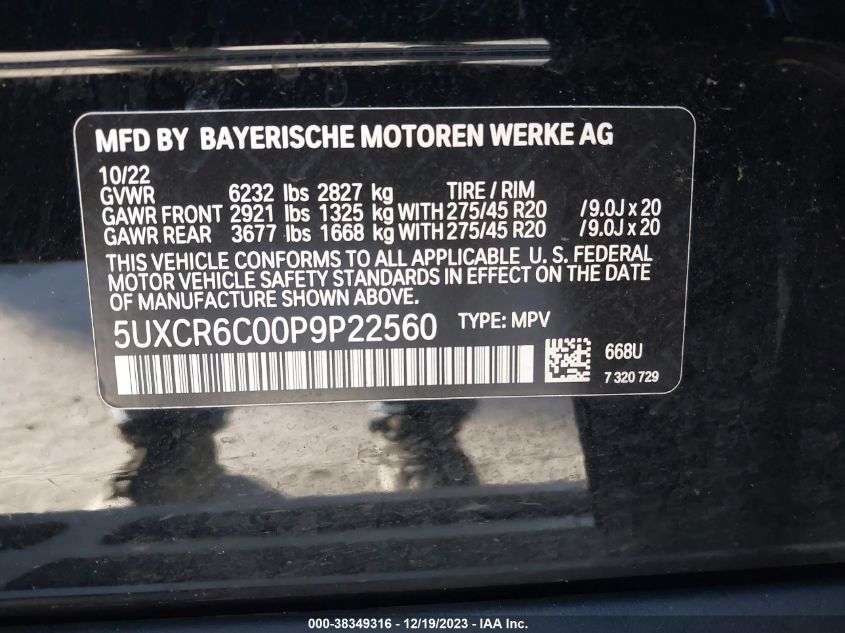 MFD BY BAYERISCHE MOTOREN WERKE AG
10/22
GVWR 6232 lbs 2827 kg TIRE / RIM
GAWR FRONT 2921 lbs 1325 kg WITH 275/45 R20 /9.0J x 20
GAWR REAR 3677 lbs 1668 kg WITH 275/45 R20 /9.0J x 20
THIS VEHICLE CONFORMS TO ALL APPLICABLE U. S. FEDERAL
MOTOR VEHICLE SAFETY STANDARDS IN EFFECT ON THE DATE
OF MANUFACTURE SHOWN ABOVE.
5UXCR6C00P9P22560 TYPE: MPV
668U
7 320 729
000-38349316 - 12/19/2023 - IAA Inc.